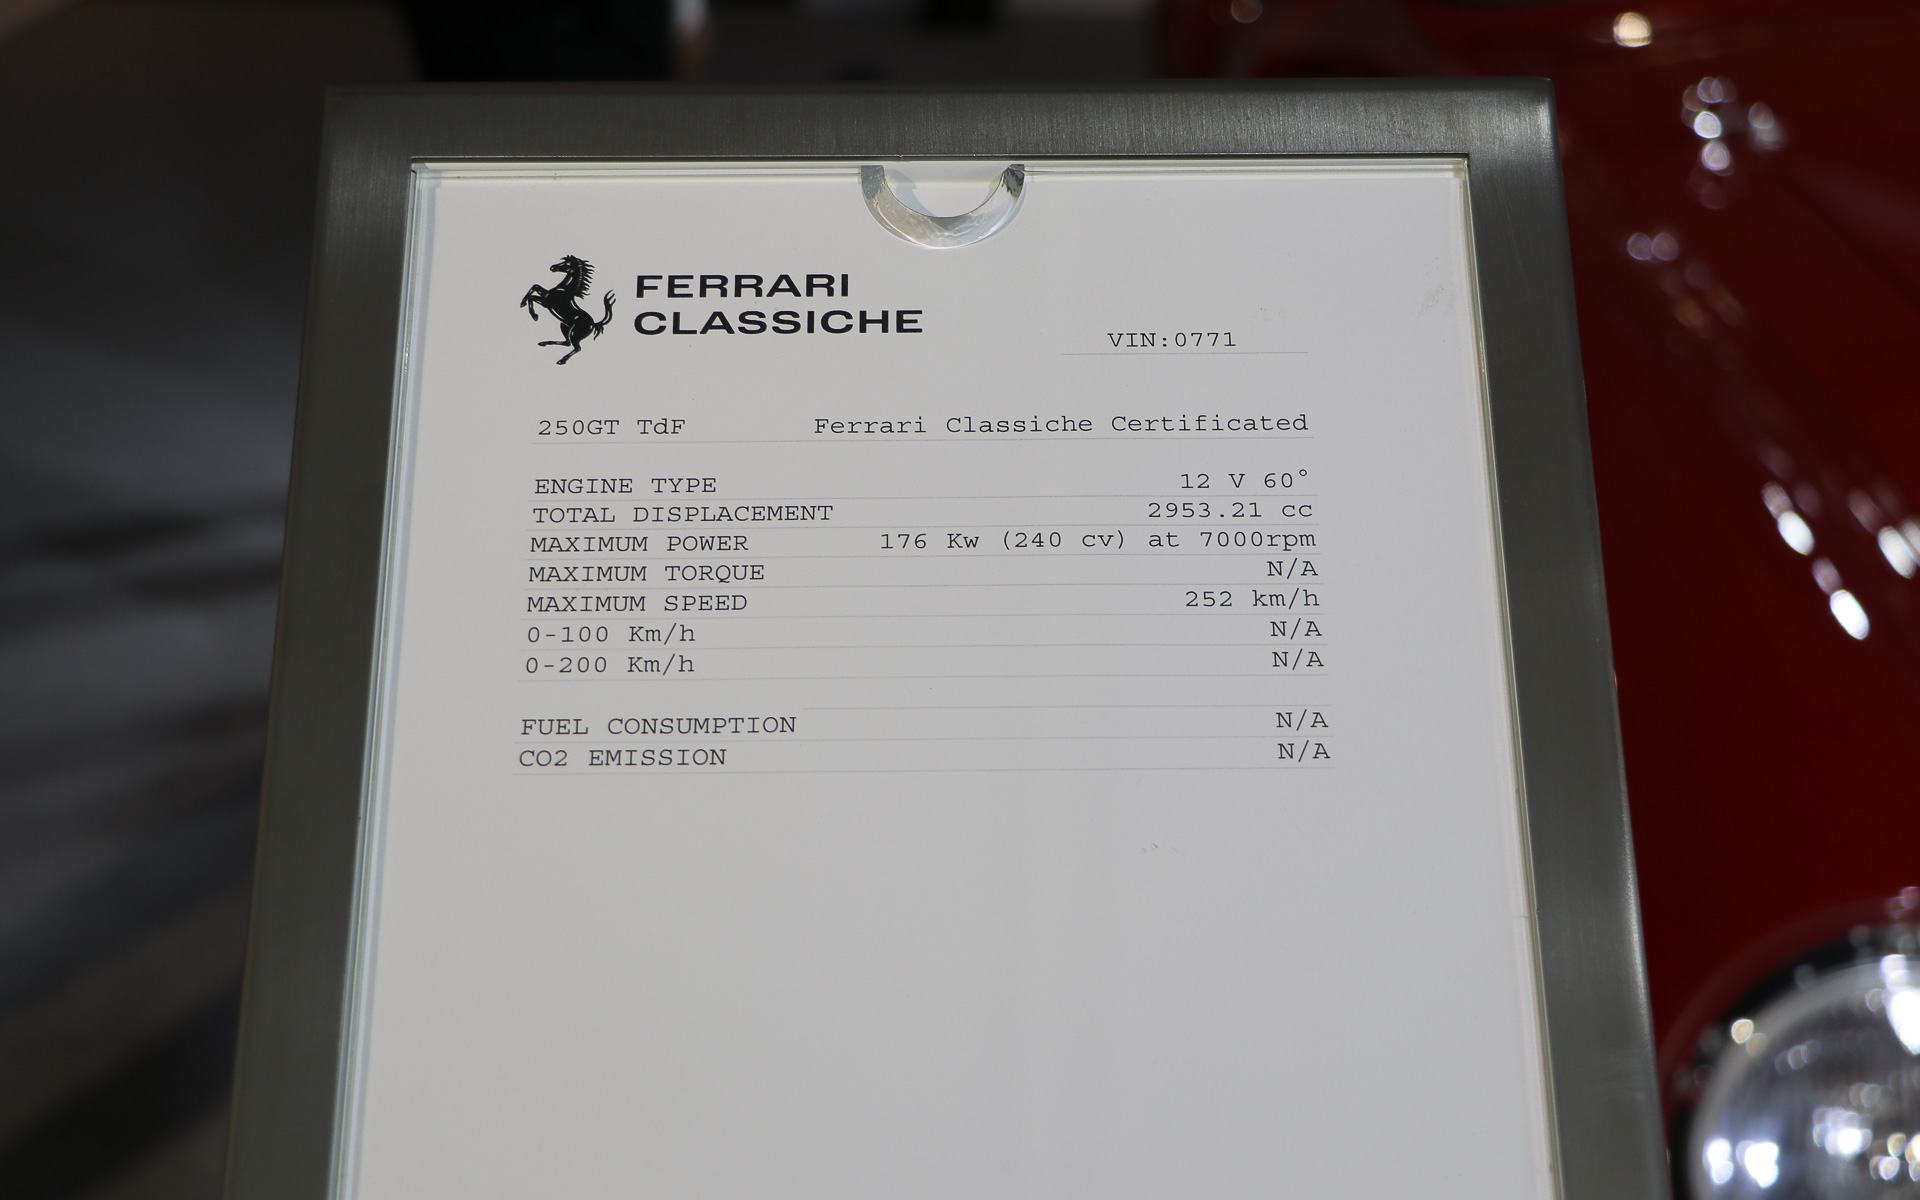 FERRARI
CLASSICHE
VIN:0771
250GT TdF Ferrari Classiche Certificated
ENGINE TYPE 12 V 60°
TOTAL DISPLACEMENT 2953.21 cc
MAXIMUM POWER 176 Kw (240 cv) at 7000rpm
MAXIMUM TORQUE N/A
MAXIMUM SPEED 252 km/h
0-100 Km/h N/A
0-200 Km/h N/A
FUEL CONSUMPTION N/A
CO2 EMISSION N/A